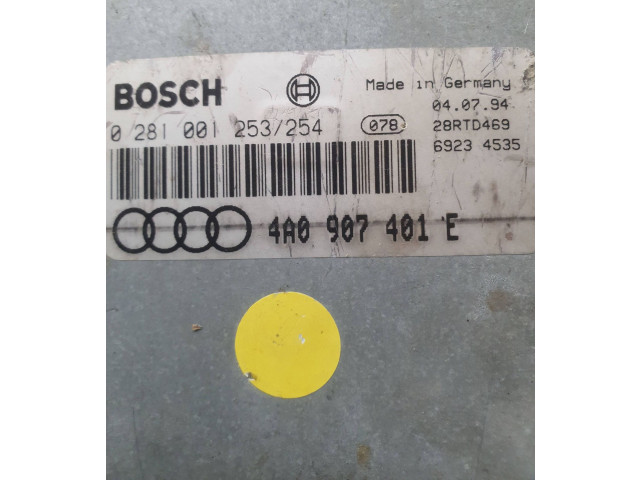 BOSCH
Made in Germany
04.07.94
0 281 001 253/254 078 28RTD469
6923 4535
4A0 907 401 E